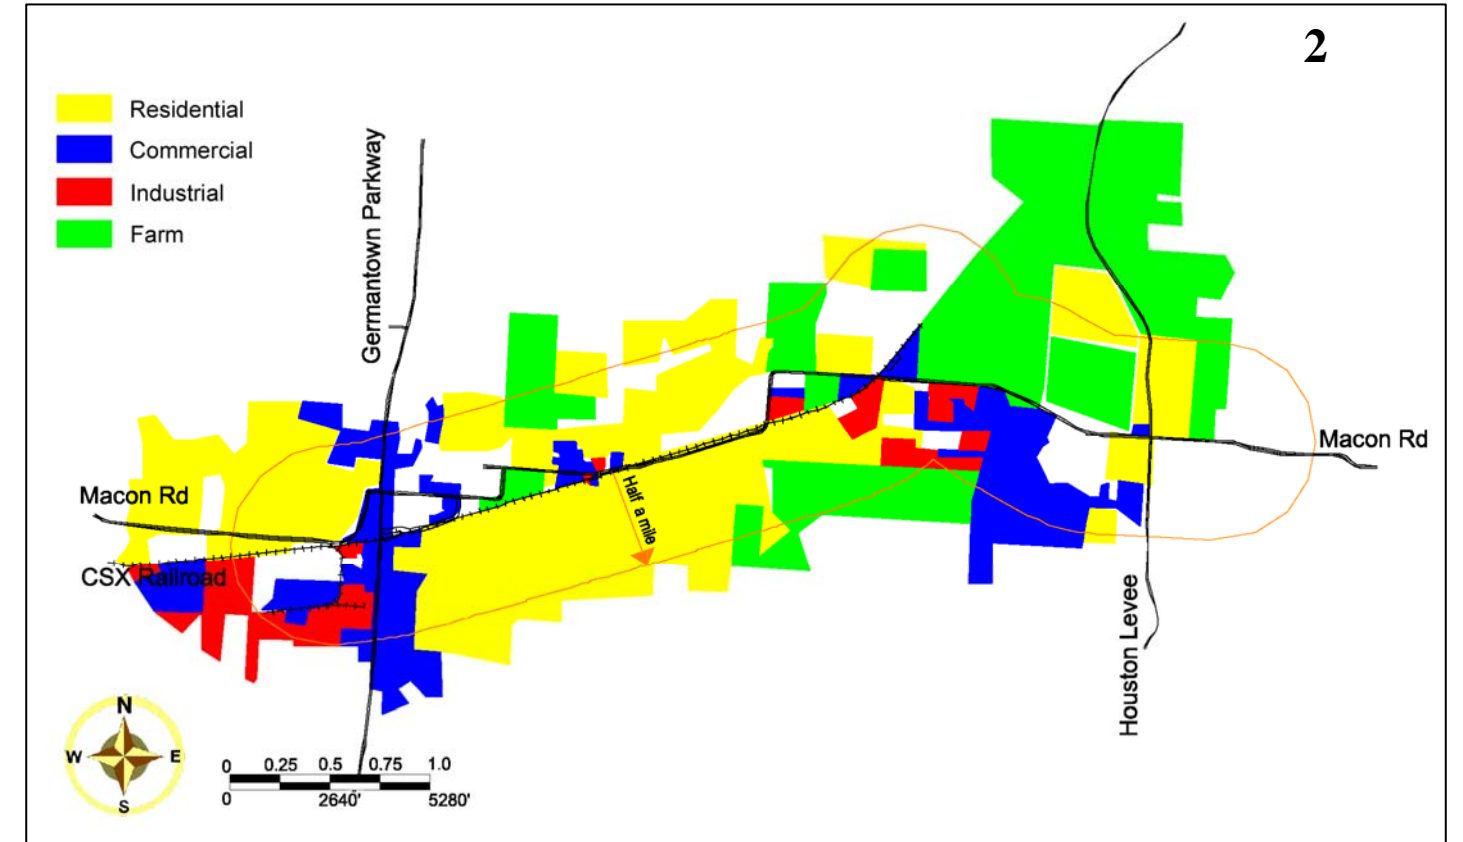 2
Residential
Commercial
Industrial
Farm
Germantown Parkway
Macon Rd
Macon Rd
Half a mile
CSX Railroad
Houston Levee
N
W E
S
0 0.25 0.5 0.75 1.0
0 2640' 5280'